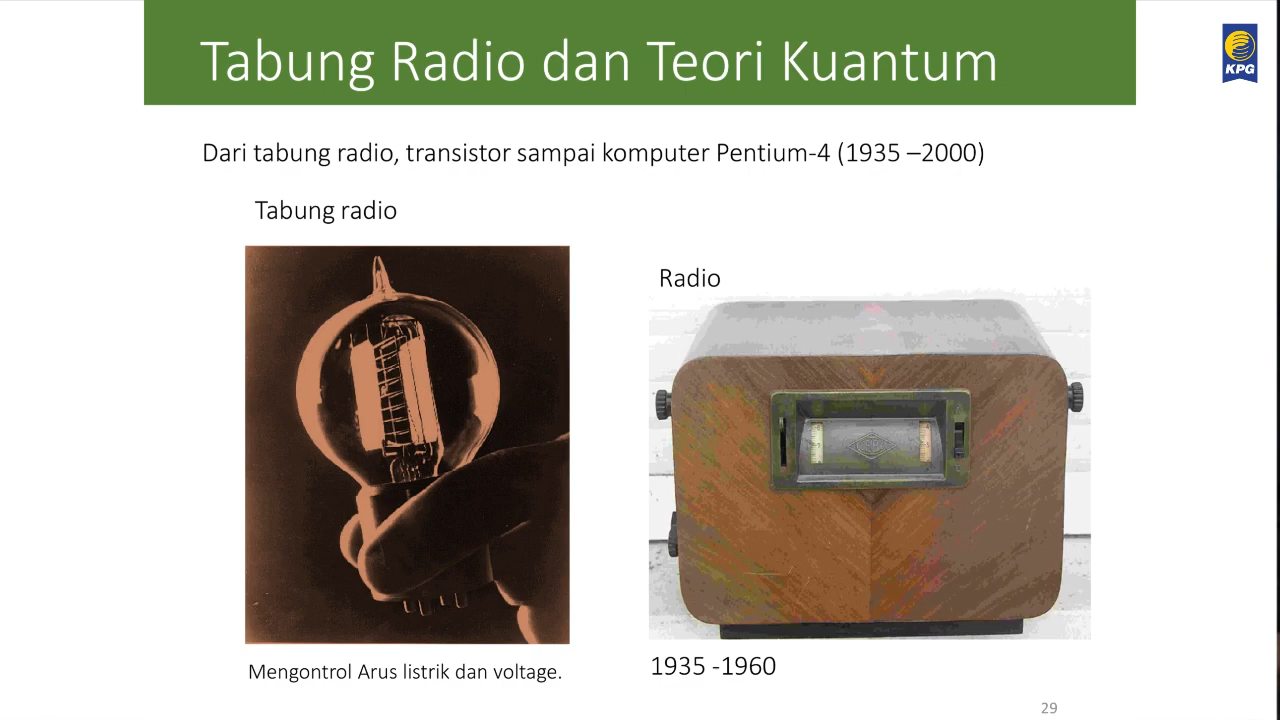 Tabung Radio dan Teori Kuantum
KPG
Dari tabung radio, transistor sampai komputer Pentium-4 (1935 –2000)
Tabung radio
Radio
Mengontrol Arus listrik dan voltage.
1935 -1960
29